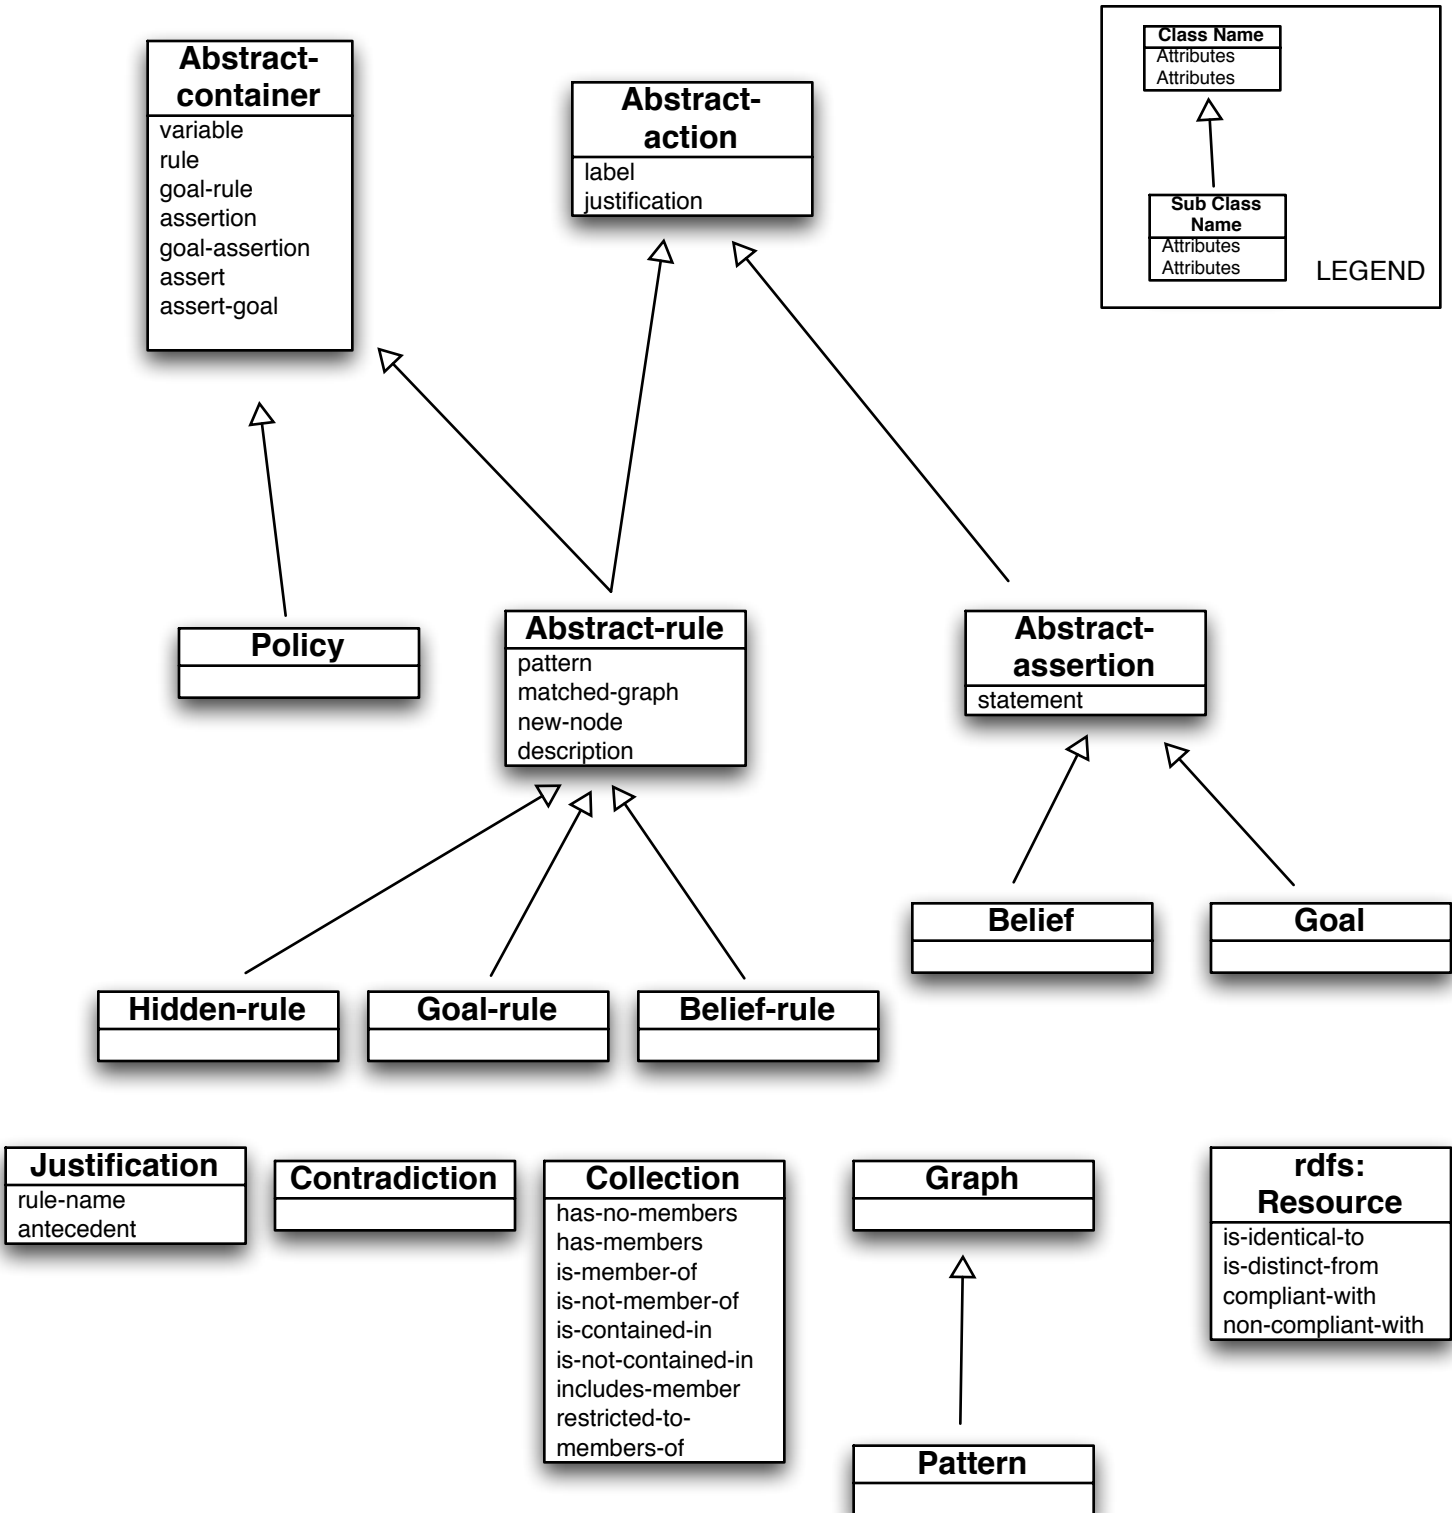 Abstract-
container
variable
rule
goal-rule
assertion
goal-assertion
assert
assert-goal
Abstract-
action
label
justification
Class Name
Attributes
Attributes
Sub Class
Name
Attributes
Attributes
LEGEND
Policy
Abstract-rule
pattern
matched-graph
new-node
description
Abstract-
assertion
statement
Belief
Goal
Hidden-rule
Goal-rule
Belief-rule
Justification
rule-name
antecedent
Contradiction
Collection
has-no-members
has-members
is-member-of
is-not-member-of
is-contained-in
is-not-contained-in
includes-member
restricted-to-
members-of
Graph
Pattern
rdfs:
Resource
is-identical-to
is-distinct-from
compliant-with
non-compliant-with